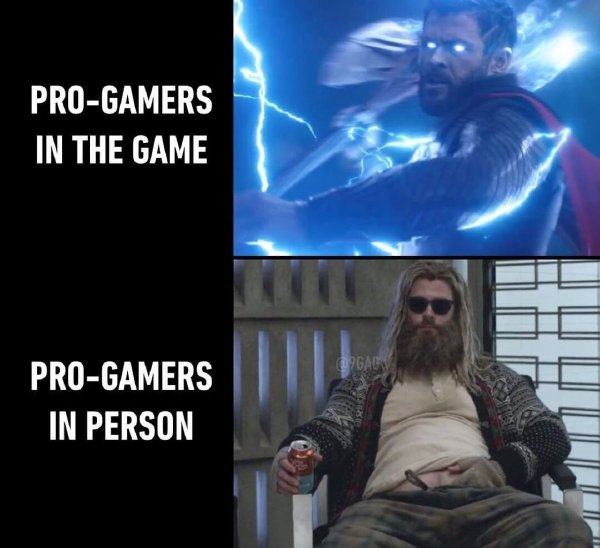 PRO-GAMERS
IN THE GAME
@9GAG
PRO-GAMERS
IN PERSON